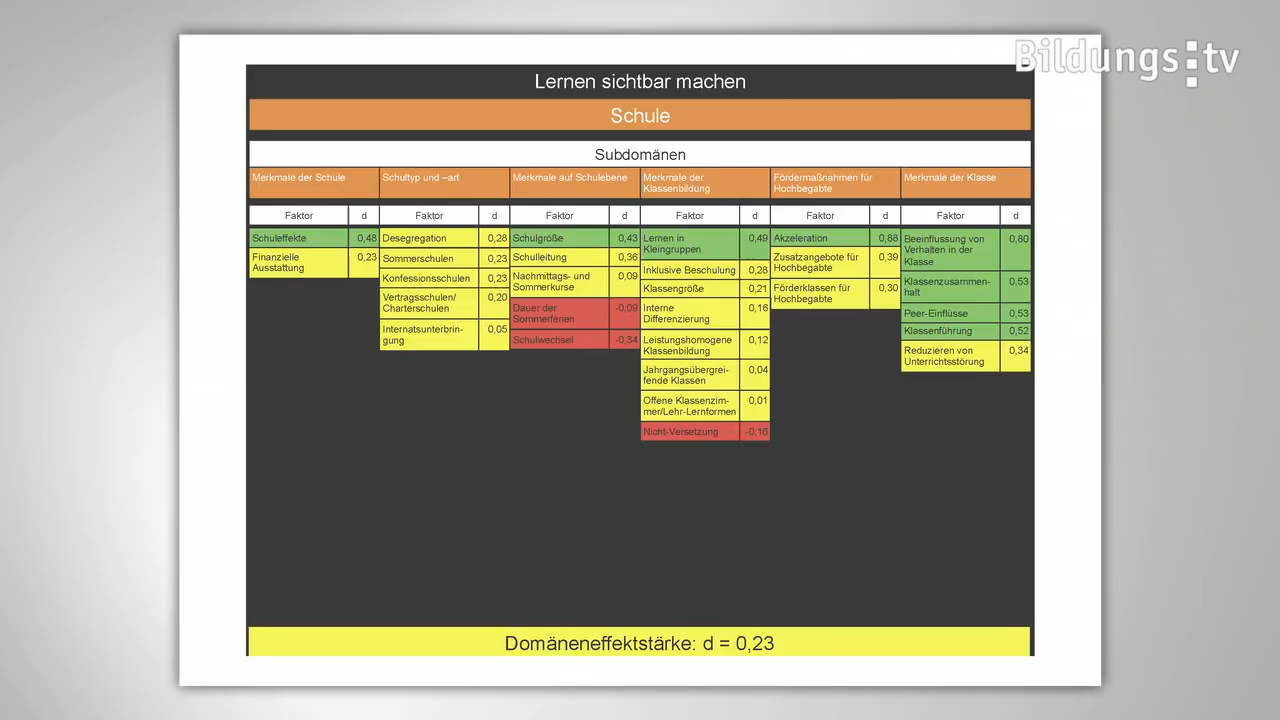 Bildungs:tv
Lernen sichtbar machen
Schule
Subdomänen
Merkmale der Schule
Faktor d
Schuleffekte 0,48
Finanzielle 0,23
Ausstattung
Schultyp und –art
Faktor d
Desegregation 0,28
Sommerschulen 0,23
Konfessionsschulen 0,23
Vertragsschulen/ 0,20
Charterschulen
Internatsunterbrin- 0,05
gung
Merkmale auf Schulebene
Faktor d
Schulgröße 0,43
Schulleitung 0,36
Nachmittags- und 0,09
Sommerkurse
Dauer der -0,09
Sommerferien
Schulwechsel -0,34
Merkmale der
Klassenbildung
Faktor d
Lernen in 0,49
Kleingruppen
Inklusive Beschulung 0,28
Klassengröße 0,21
Interne 0,16
Differenzierung
Leistungshomogene 0,12
Klassenbildung
Jahrgangsübergrei- 0,04
fende Klassen
Offene Klassenzim- 0,01
mer/Lehr-Lernformen
Nicht-Versetzung -0,16
Fördermaßnahmen für
Hochbegabte
Faktor d
Akzeleration 0,88
Zusatzangebote für 0,39
Hochbegabte
Förderklassen für 0,30
Hochbegabte
Merkmale der Klasse
Faktor d
Beeinflussung von 0,80
Verhalten in der
Klasse
Klassenzusammen- 0,53
halt
Peer-Einflüsse 0,53
Klassenführung 0,52
Reduzieren von 0,34
Unterrichtsstörung
Domäneneffektstärke: d = 0,23